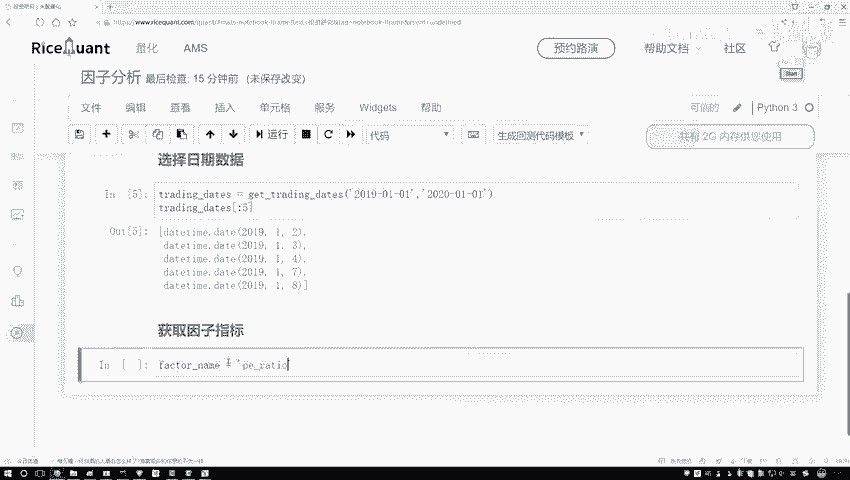 RiceQuant
量化
AMS
预约路演
帮助文档
社区
因子分析 最后检查: 15 分钟前 (未保存改变)
文件 编辑 查看 插入 单元格 服务 Widgets 帮助
可信的
Python 3
运行
代码
生成回测代码模板
共有 2G 内存供您使用
选择日期数据
In [5]: trading_dates = get_trading_dates('2019-01-01','2020-01-01')
trading_dates[:5]
Out[5]: [datetime.date(2019, 1, 2),
datetime.date(2019, 1, 3),
datetime.date(2019, 1, 4),
datetime.date(2019, 1, 7),
datetime.date(2019, 1, 8)]
获取因子指标
In [ ]: factor_name = 'pe_ratio